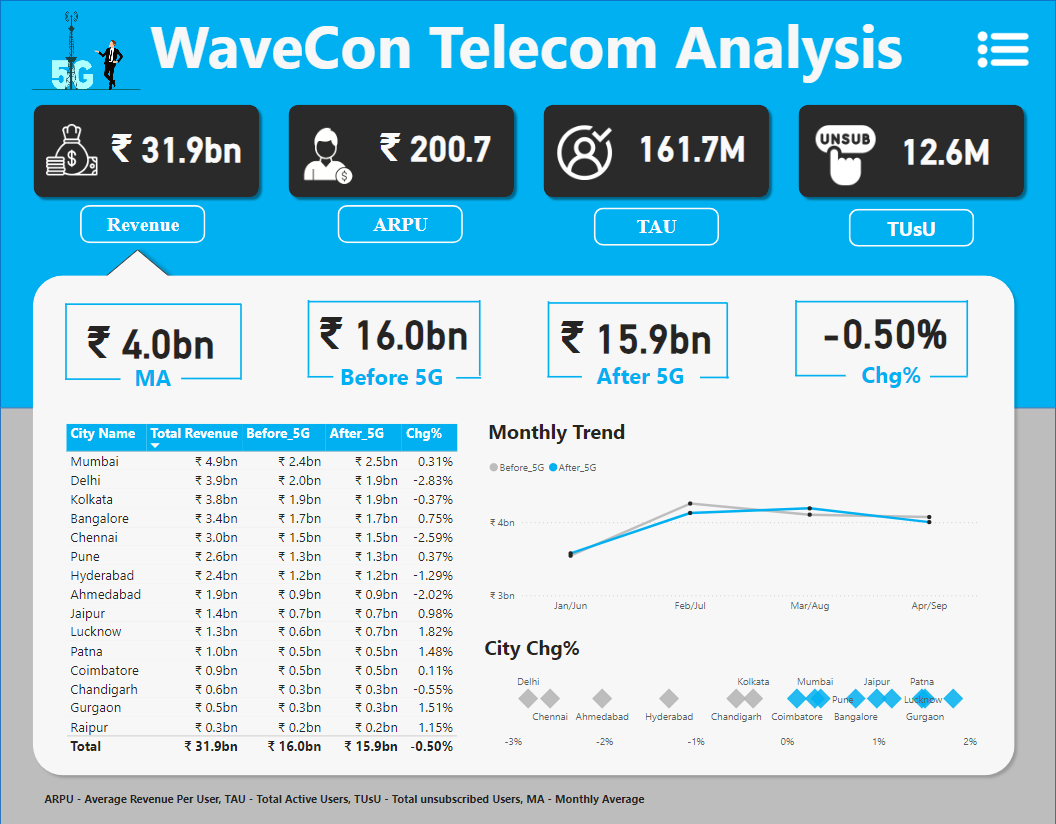 5G
WaveCon Telecom Analysis
$
₹ 31.9bn
$
₹ 200.7
161.7M
UNSUB
12.6M
Revenue
ARPU
TAU
TUsU
₹ 4.0bn
MA
₹ 16.0bn
Before 5G
₹ 15.9bn
After 5G
-0.50%
Chg%
City Name Total Revenue Before_5G After_5G Chg%
Mumbai ₹ 4.9bn ₹ 2.4bn ₹ 2.5bn 0.31%
Delhi ₹ 3.9bn ₹ 2.0bn ₹ 1.9bn -2.83%
Kolkata ₹ 3.8bn ₹ 1.9bn ₹ 1.9bn -0.37%
Bangalore ₹ 3.4bn ₹ 1.7bn ₹ 1.7bn 0.75%
Chennai ₹ 3.0bn ₹ 1.5bn ₹ 1.5bn -2.59%
Pune ₹ 2.6bn ₹ 1.3bn ₹ 1.3bn 0.37%
Hyderabad ₹ 2.4bn ₹ 1.2bn ₹ 1.2bn -1.29%
Ahmedabad ₹ 1.9bn ₹ 0.9bn ₹ 0.9bn -2.02%
Jaipur ₹ 1.4bn ₹ 0.7bn ₹ 0.7bn 0.98%
Lucknow ₹ 1.3bn ₹ 0.6bn ₹ 0.7bn 1.82%
Patna ₹ 1.0bn ₹ 0.5bn ₹ 0.5bn 1.48%
Coimbatore ₹ 0.9bn ₹ 0.5bn ₹ 0.5bn 0.11%
Chandigarh ₹ 0.6bn ₹ 0.3bn ₹ 0.3bn -0.55%
Gurgaon ₹ 0.5bn ₹ 0.3bn ₹ 0.3bn 1.51%
Raipur ₹ 0.3bn ₹ 0.2bn ₹ 0.2bn 1.15%
Total ₹ 31.9bn ₹ 16.0bn ₹ 15.9bn -0.50%
Monthly Trend
Before_5G After_5G
₹ 4bn
₹ 3bn
Jan/Jun Feb/Jul Mar/Aug Apr/Sep
City Chg%
Delhi Kolkata Mumbai Jaipur Patna
Pune Lucknow
Chennai Ahmedabad Hyderabad Chandigarh Coimbatore Bangalore Gurgaon
-3% -2% -1% 0% 1% 2%
ARPU - Average Revenue Per User, TAU - Total Active Users, TUsU - Total unsubscribed Users, MA - Monthly Average